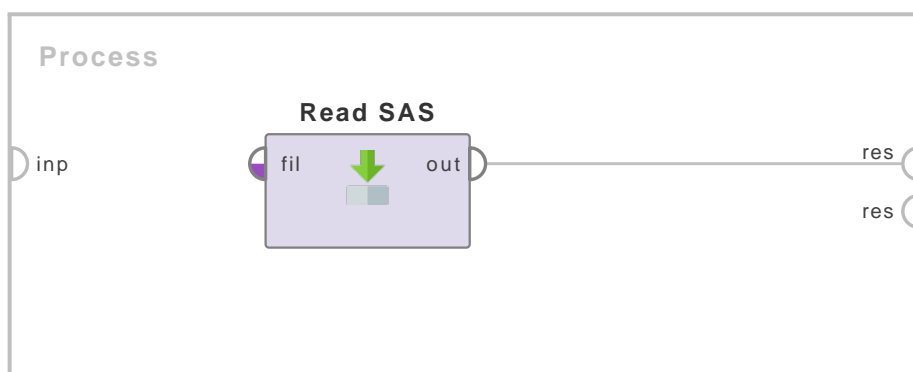 Process
Read SAS
inp
fil
out
res
res